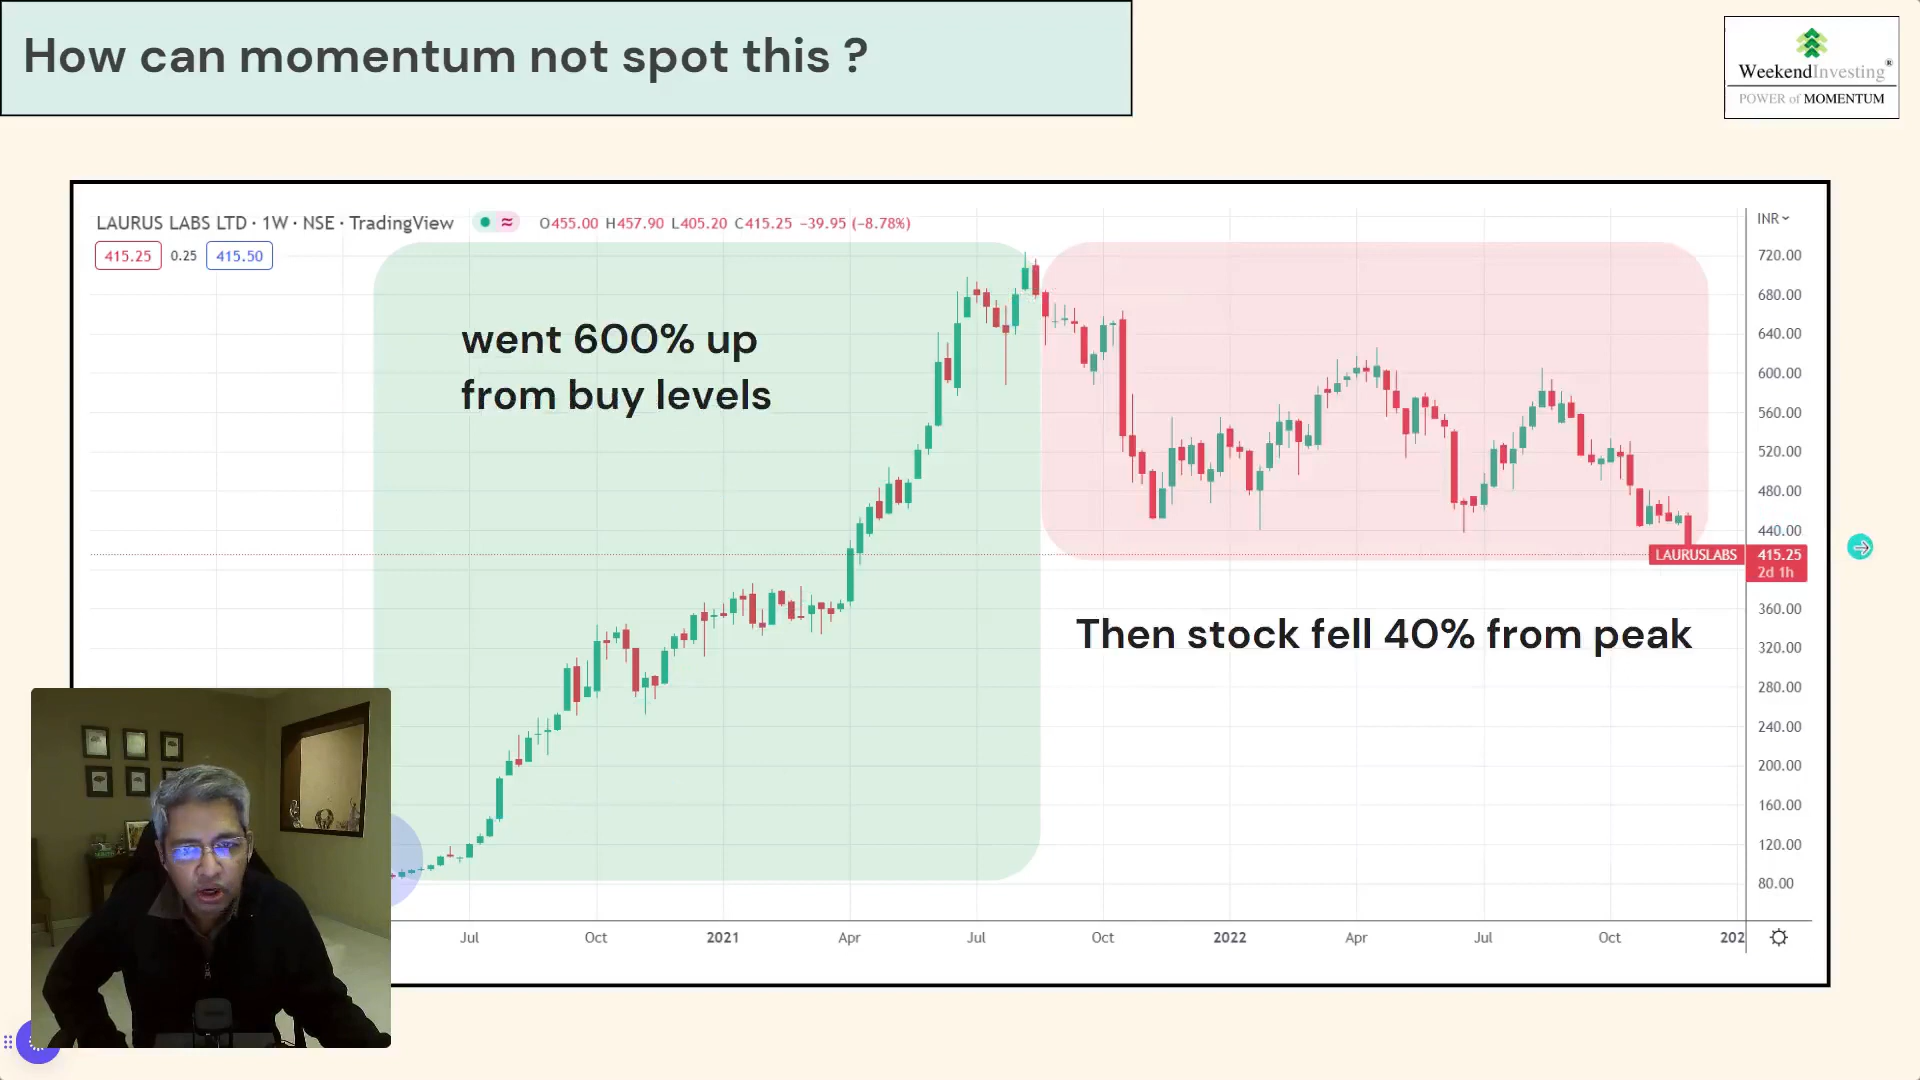 How can momentum not spot this ?
WeekendInvesting®
POWER of MOMENTUM
LAURUS LABS LTD · 1W · NSE · TradingView
≈
O455.00 H457.90 L405.20 C415.25 −39.95 (−8.78%)
INR
415.25 0.25 415.50
went 600% up
from buy levels
Then stock fell 40% from peak
720.00
680.00
640.00
600.00
560.00
520.00
480.00
440.00
LAURUSLABS 415.25
2d 1h
360.00
320.00
280.00
240.00
200.00
160.00
120.00
80.00
Jul Oct 2021 Apr Jul Oct 2022 Apr Jul Oct 202